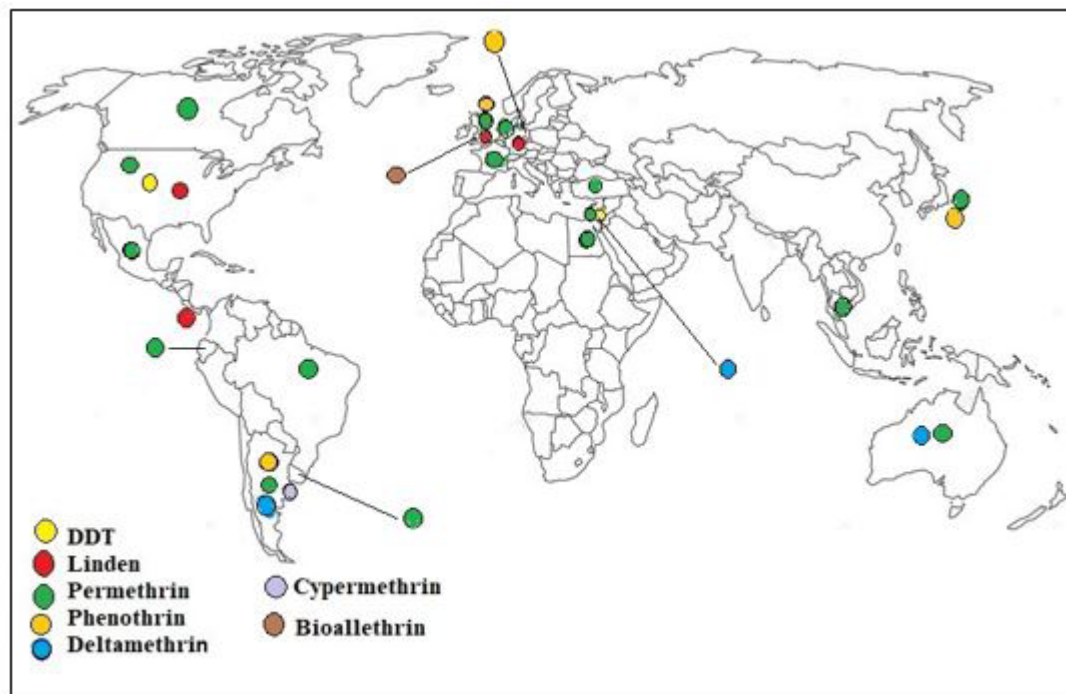 DDT
Linden
Permethrin
Phenothrin
Deltamethrin
Cypermethrin
Bioallethrin